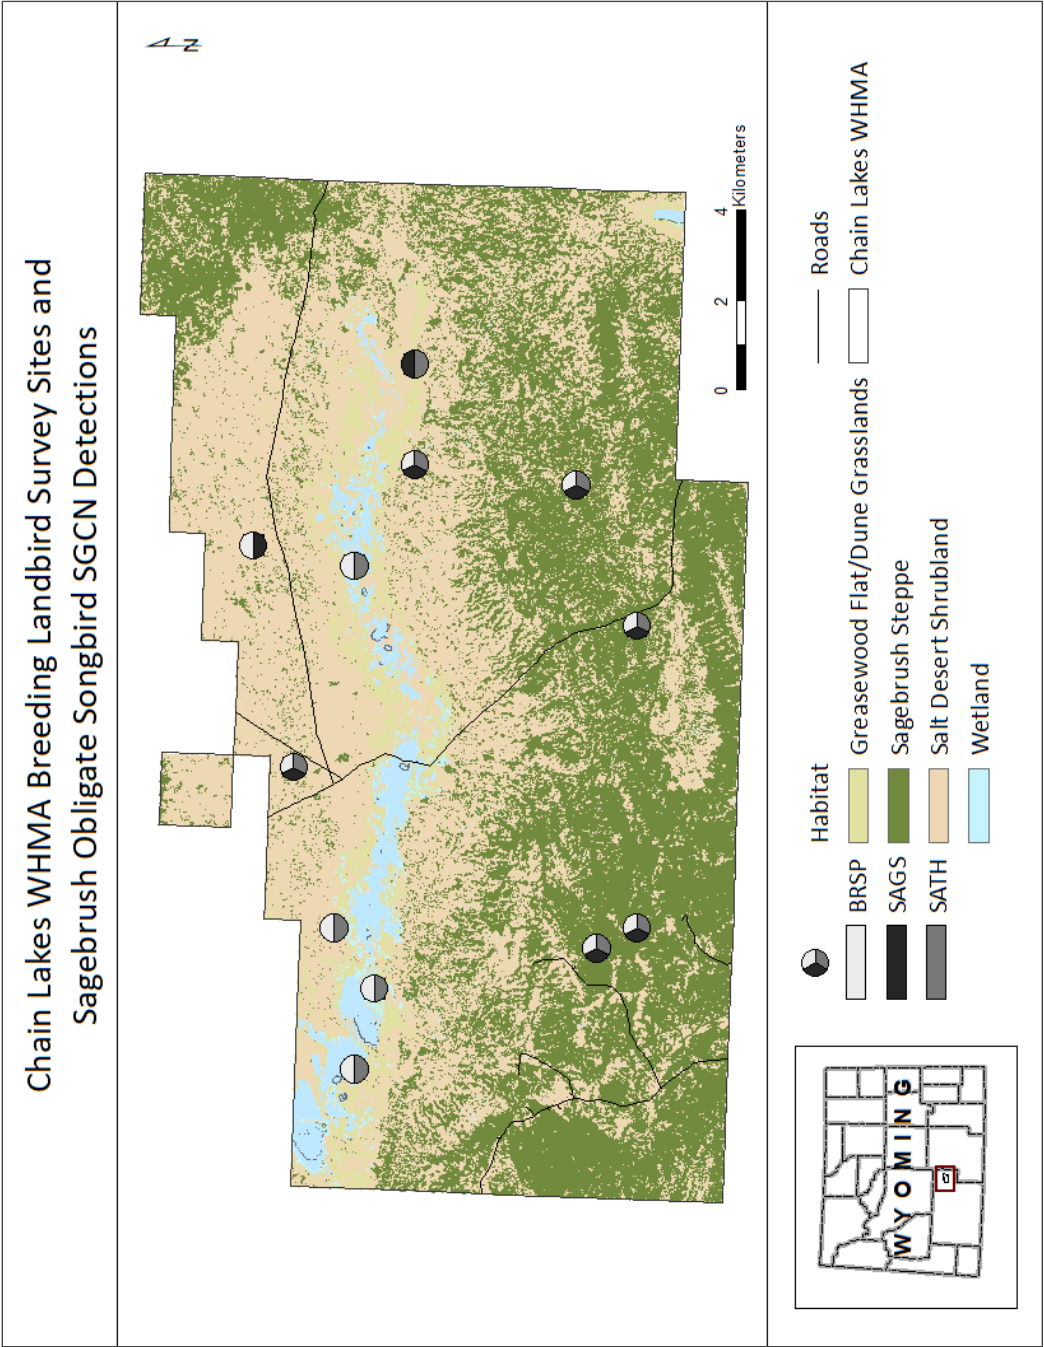 Chain Lakes WHMA Breeding Landbird Survey Sites and
Sagebrush Obligate Songbird SGCN Detections
N
0 2 4
Kilometers
WYOMING
BRSP
SAGS
SATH
Habitat
Greasewood Flat/Dune Grasslands
Sagebrush Steppe
Salt Desert Shrubland
Wetland
Roads
Chain Lakes WHMA